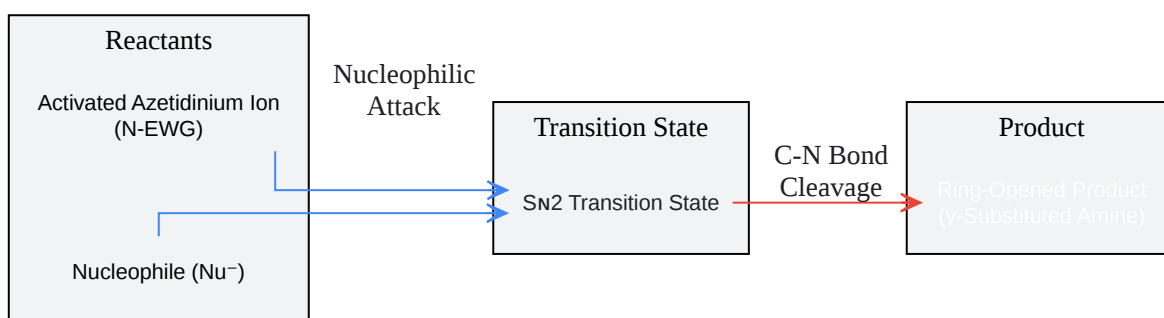 Reactants
Activated Azetidinium Ion
(N-EWG)
Nucleophile (Nu⁻)
Nucleophilic
Attack
Transition State
Sɴ2 Transition State
C-N Bond
Cleavage
Product
Ring-Opened Product
(γ-Substituted Amine)